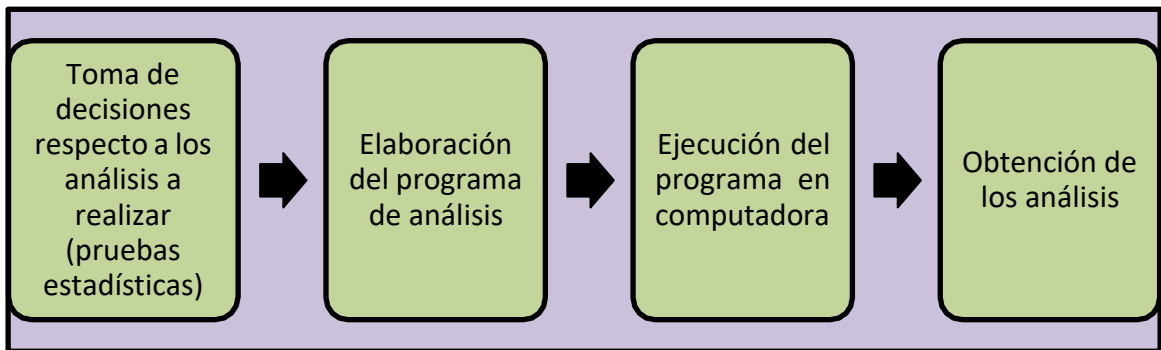 Toma de
decisiones
respecto a los
análisis a
realizar
(pruebas
estadísticas)
Elaboración
del programa
de análisis
Ejecución del
programa en
computadora
Obtención de
los análisis